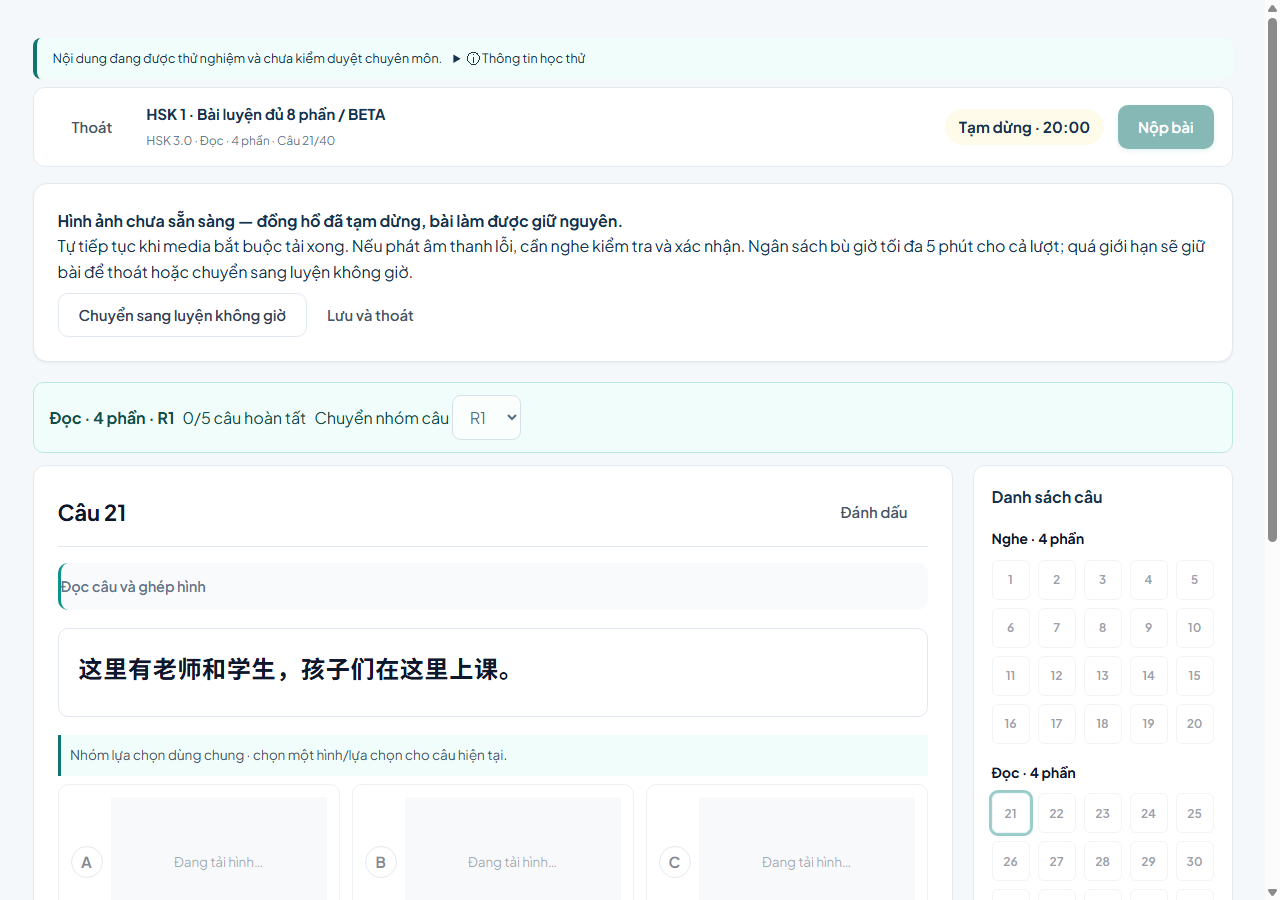 Nội dung đang được thử nghiệm và chưa kiểm duyệt chuyên môn. ▶ ⓘ Thông tin học thử
Thoát
HSK 1 · Bài luyện đủ 8 phần / BETA
HSK 3.0 · Đọc · 4 phần · Câu 21/40
Tạm dừng · 20:00
Nộp bài
Hình ảnh chưa sẵn sàng — đồng hồ đã tạm dừng, bài làm được giữ nguyên.
Tự tiếp tục khi media bắt buộc tải xong. Nếu phát âm thanh lỗi, cần nghe kiểm tra và xác nhận. Ngân sách bù giờ tối đa 5 phút cho cả lượt; quá giới hạn sẽ giữ
bài để thoát hoặc chuyển sang luyện không giờ.
Chuyển sang luyện không giờ
Lưu và thoát
Đọc · 4 phần · R1 0/5 câu hoàn tất Chuyển nhóm câu R1
Câu 21
Đánh dấu
Đọc câu và ghép hình
这里有老师和学生，孩子们在这里上课。
Nhóm lựa chọn dùng chung · chọn một hình/lựa chọn cho câu hiện tại.
A Đang tải hình...
B Đang tải hình...
C Đang tải hình...
Danh sách câu
Nghe · 4 phần
1 2 3 4 5
6 7 8 9 10
11 12 13 14 15
16 17 18 19 20
Đọc · 4 phần
21 22 23 24 25
26 27 28 29 30